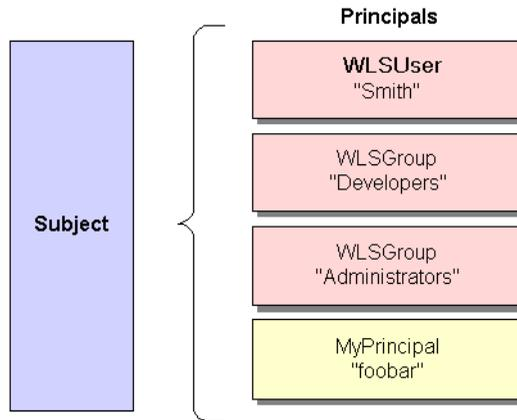 Principals
WLSUser
"Smith"
WLSGroup
"Developers"
Subject
WLSGroup
"Administrators"
MyPrincipal
"foobar"